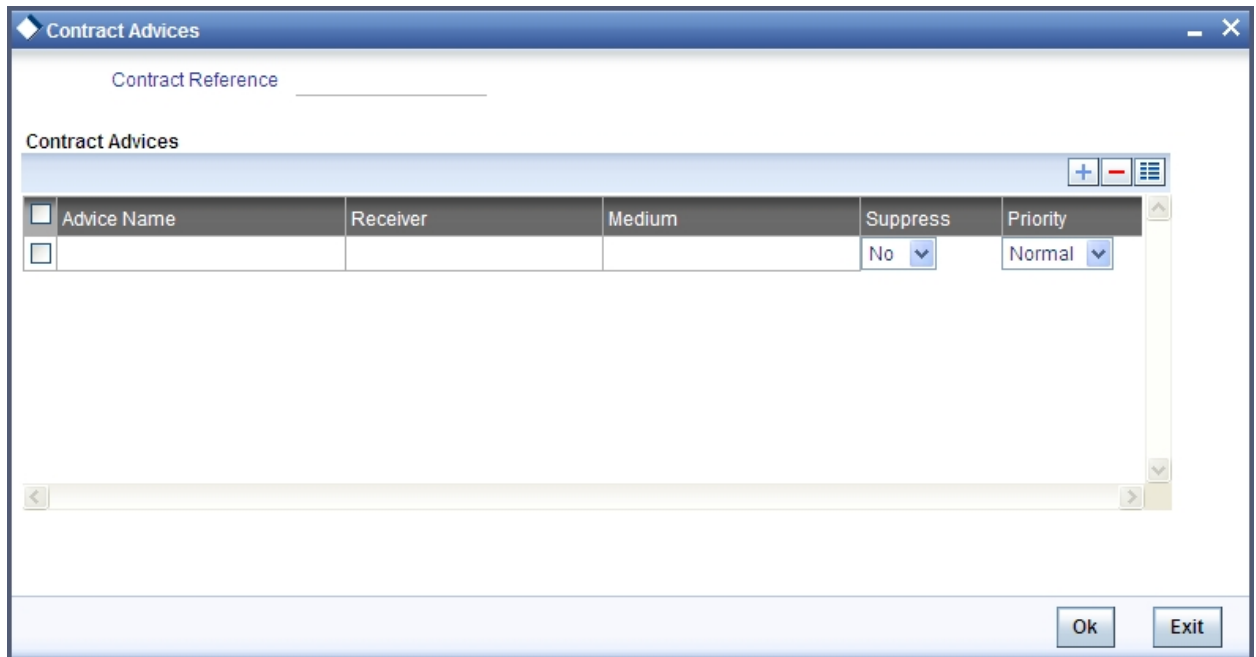 Contract Advices
Contract Reference
Contract Advices
Advice Name Receiver Medium Suppress Priority
No Normal
Ok Exit